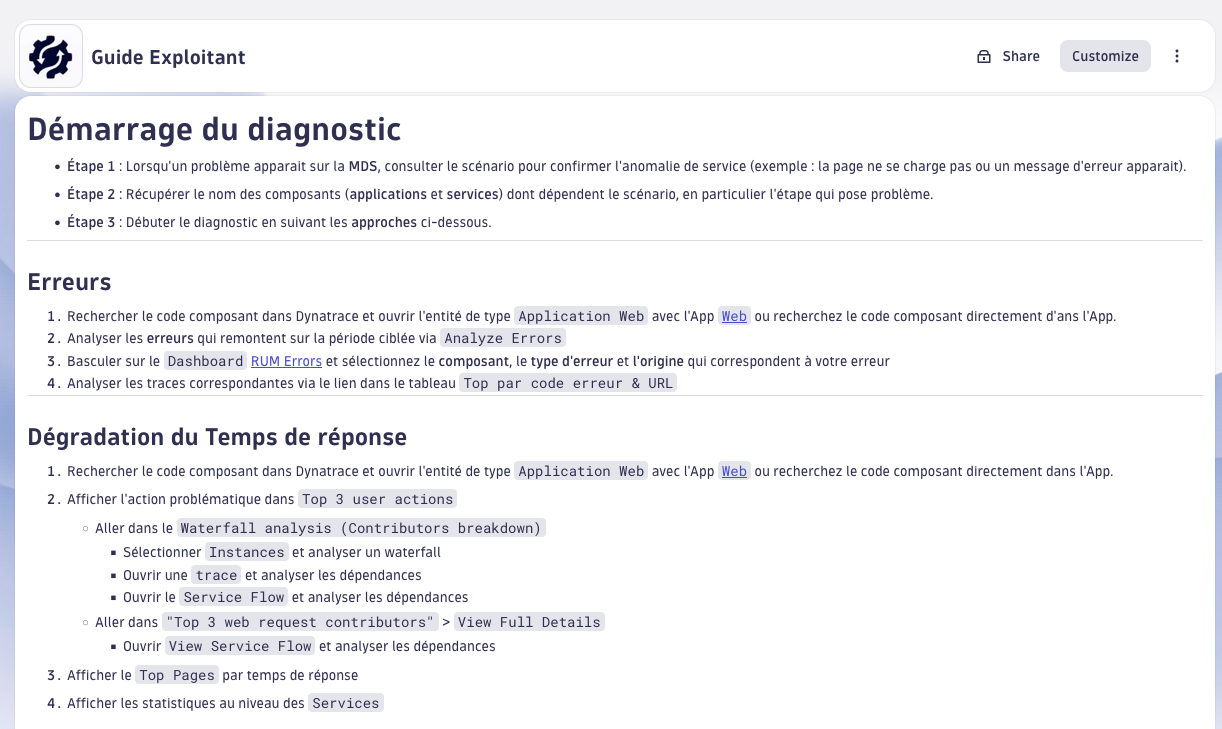 Guide Exploitant
Share
Customize
Démarrage du diagnostic
• Étape 1 : Lorsqu'un problème apparait sur la MDS, consulter le scénario pour confirmer l'anomalie de service (exemple : la page ne se charge pas ou un message d'erreur apparait).
• Étape 2 : Récupérer le nom des composants (applications et services) dont dépendent le scénario, en particulier l'étape qui pose problème.
• Étape 3 : Débuter le diagnostic en suivant les approches ci-dessous.
Erreurs
1. Rechercher le code composant dans Dynatrace et ouvrir l'entité de type Application Web avec l'App Web ou recherchez le code composant directement d'ans l'App.
2. Analyser les erreurs qui remontent sur la période ciblée via Analyze Errors
3. Basculer sur le Dashboard RUM Errors et sélectionnez le composant, le type d'erreur et l'origine qui correspondent à votre erreur
4. Analyser les traces correspondantes via le lien dans le tableau Top par code erreur & URL
Dégradation du Temps de réponse
1. Rechercher le code composant dans Dynatrace et ouvrir l'entité de type Application Web avec l'App Web ou recherchez le code composant directement dans l'App.
2. Afficher l'action problématique dans Top 3 user actions
○ Aller dans le Waterfall analysis (Contributors breakdown)
▪ Sélectionner Instances et analyser un waterfall
▪ Ouvrir une trace et analyser les dépendances
▪ Ouvrir le Service Flow et analyser les dépendances
○ Aller dans "Top 3 web request contributors" > View Full Details
▪ Ouvrir View Service Flow et analyser les dépendances
3. Afficher le Top Pages par temps de réponse
4. Afficher les statistiques au niveau des Services